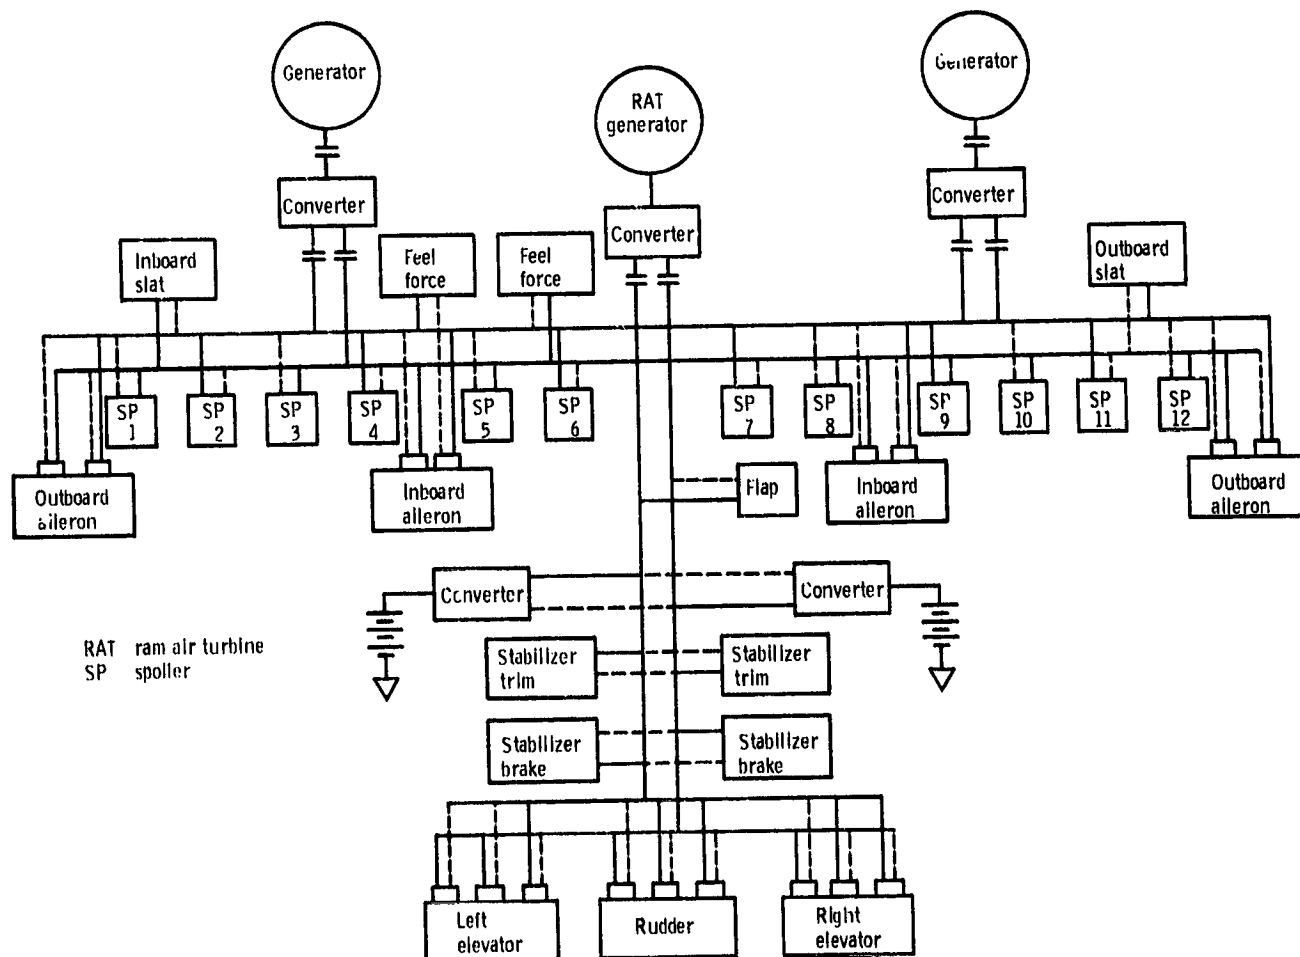 Generator
RAT
generator
Generator
Converter
Converter
Converter
Inboard
slat
Feel
force
Feel
force
Outboard
slat
SP
1
SP
2
SP
3
SP
4
SP
5
SP
6
SP
7
SP
8
SP
9
SP
10
SP
11
SP
12
Outboard
aileron
Inboard
aileron
Flap
Inboard
aileron
Outboard
aileron
Converter
Converter
RAT ram air turbine
SP spoiler
Stabilizer
trim
Stabilizer
trim
Stabilizer
brake
Stabilizer
brake
Left
elevator
Rudder
Right
elevator